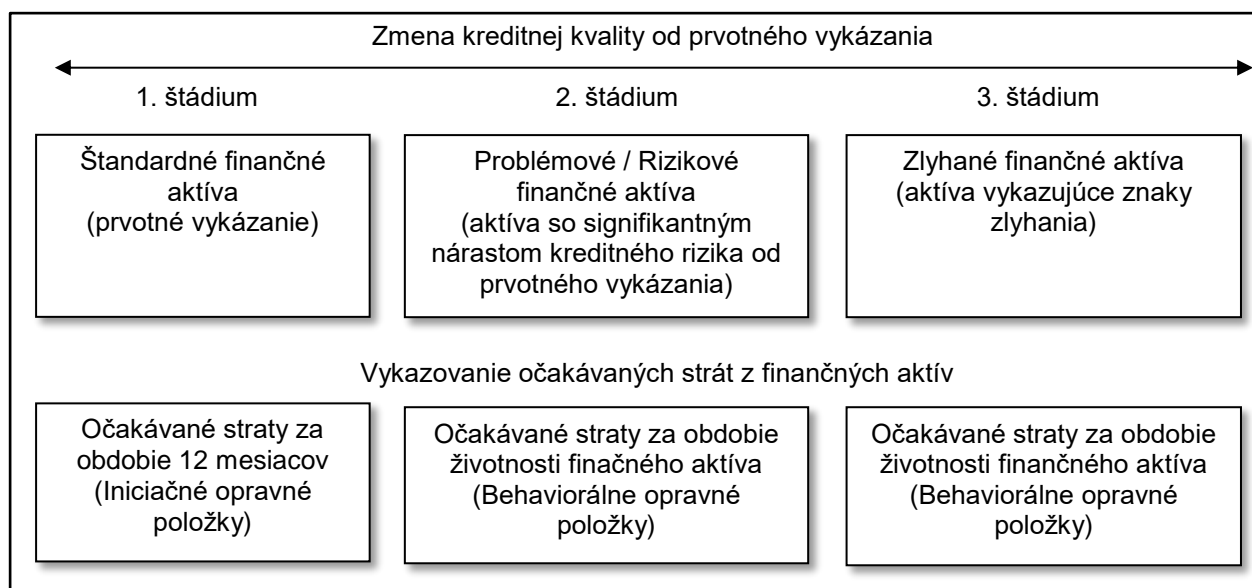 Zmena kreditnej kvality od prvotného vykázania
1. štádium
2. štádium
3. štádium
Štandardné finančné
aktíva
(prvotné vykázanie)
Problémové / Rizikové
finančné aktíva
(aktíva so signifikantným
nárastom kreditného rizika od
prvotného vykázania)
Zlyhané finančné aktíva
(aktíva vykazujúce znaky
zlyhania)
Vykazovanie očakávaných strát z finančných aktív
Očakávané straty za
obdobie 12 mesiacov
(Iniciačné opravné
položky)
Očakávané straty za obdobie
životnosti finačného aktíva
(Behaviorálne opravné
položky)
Očakávané straty za obdobie
životnosti finančného aktíva
(Behaviorálne opravné
položky)